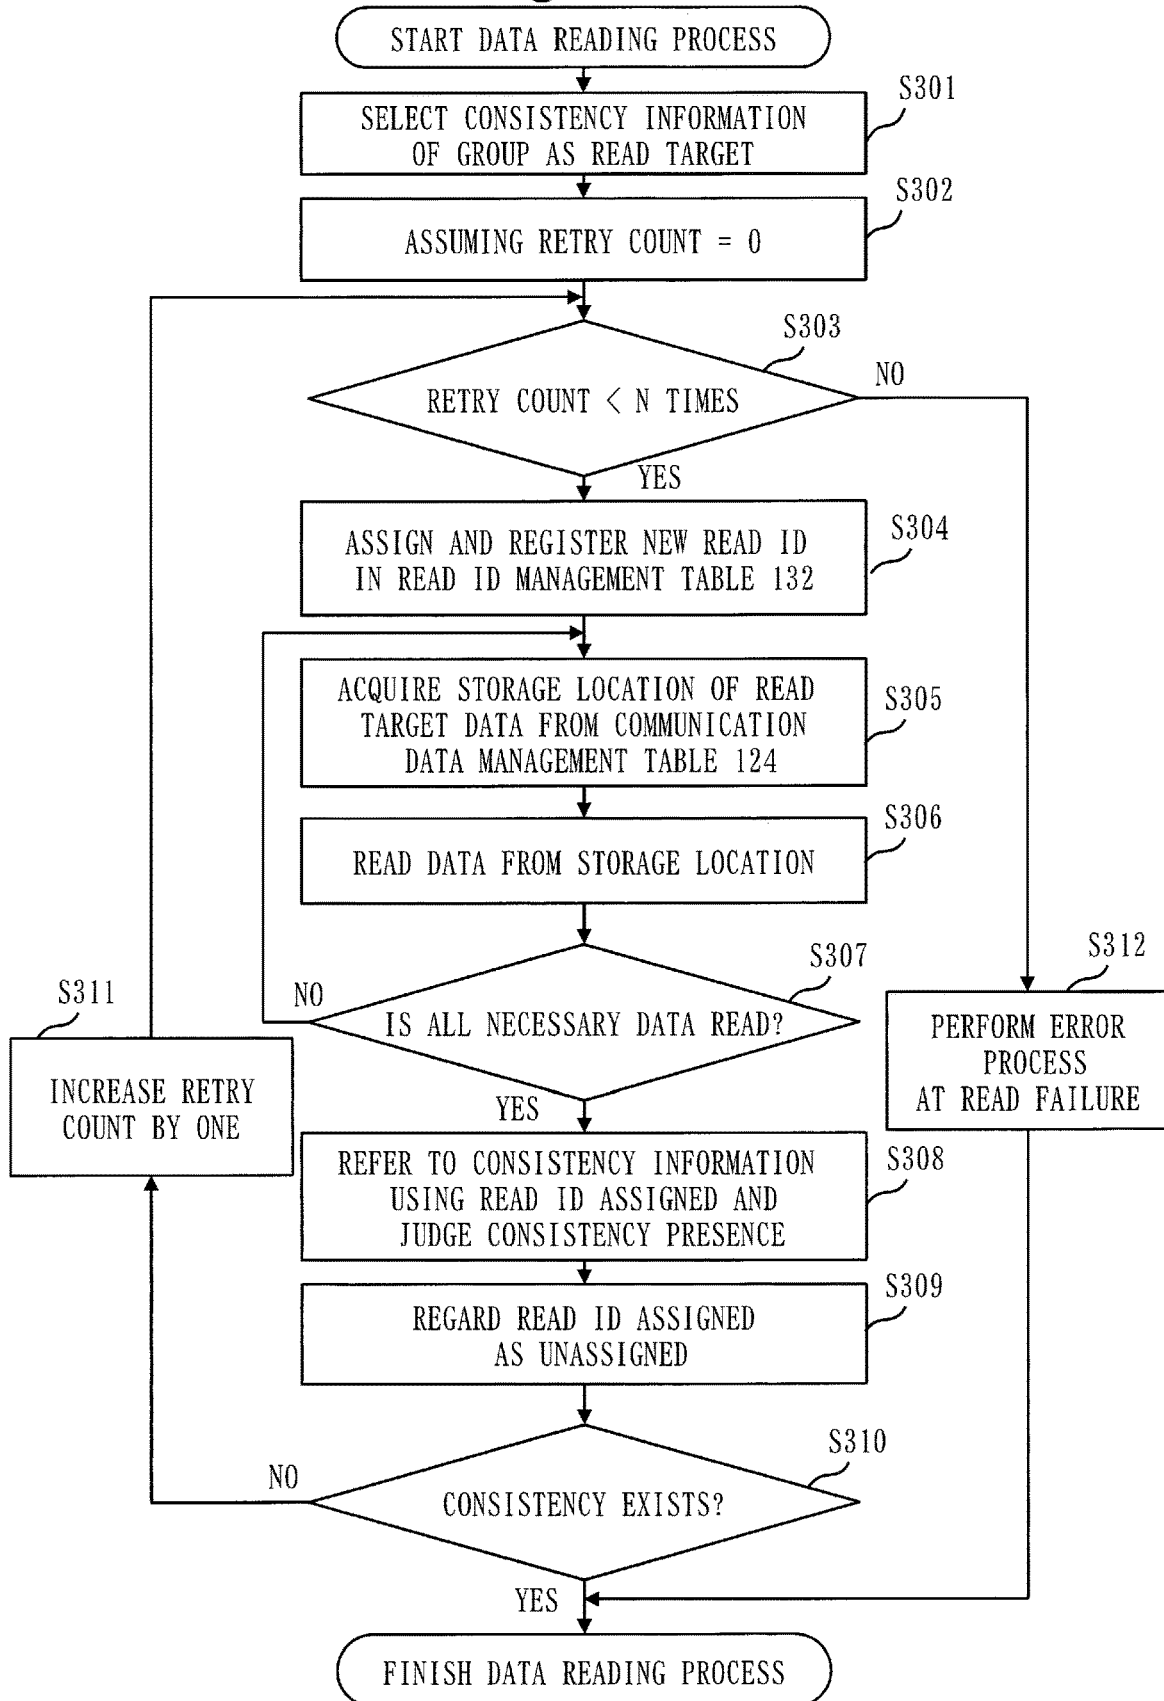 START DATA READING PROCESS
S301
SELECT CONSISTENCY INFORMATION
OF GROUP AS READ TARGET
S302
ASSUMING RETRY COUNT = 0
S303
RETRY COUNT < N TIMES
NO
YES
S304
ASSIGN AND REGISTER NEW READ ID
IN READ ID MANAGEMENT TABLE 132
S305
ACQUIRE STORAGE LOCATION OF READ
TARGET DATA FROM COMMUNICATION
DATA MANAGEMENT TABLE 124
S306
READ DATA FROM STORAGE LOCATION
S307
IS ALL NECESSARY DATA READ?
NO
YES
S312
PERFORM ERROR
PROCESS
AT READ FAILURE
S311
INCREASE RETRY
COUNT BY ONE
S308
REFER TO CONSISTENCY INFORMATION
USING READ ID ASSIGNED AND
JUDGE CONSISTENCY PRESENCE
S309
REGARD READ ID ASSIGNED
AS UNASSIGNED
S310
CONSISTENCY EXISTS?
NO
YES
FINISH DATA READING PROCESS